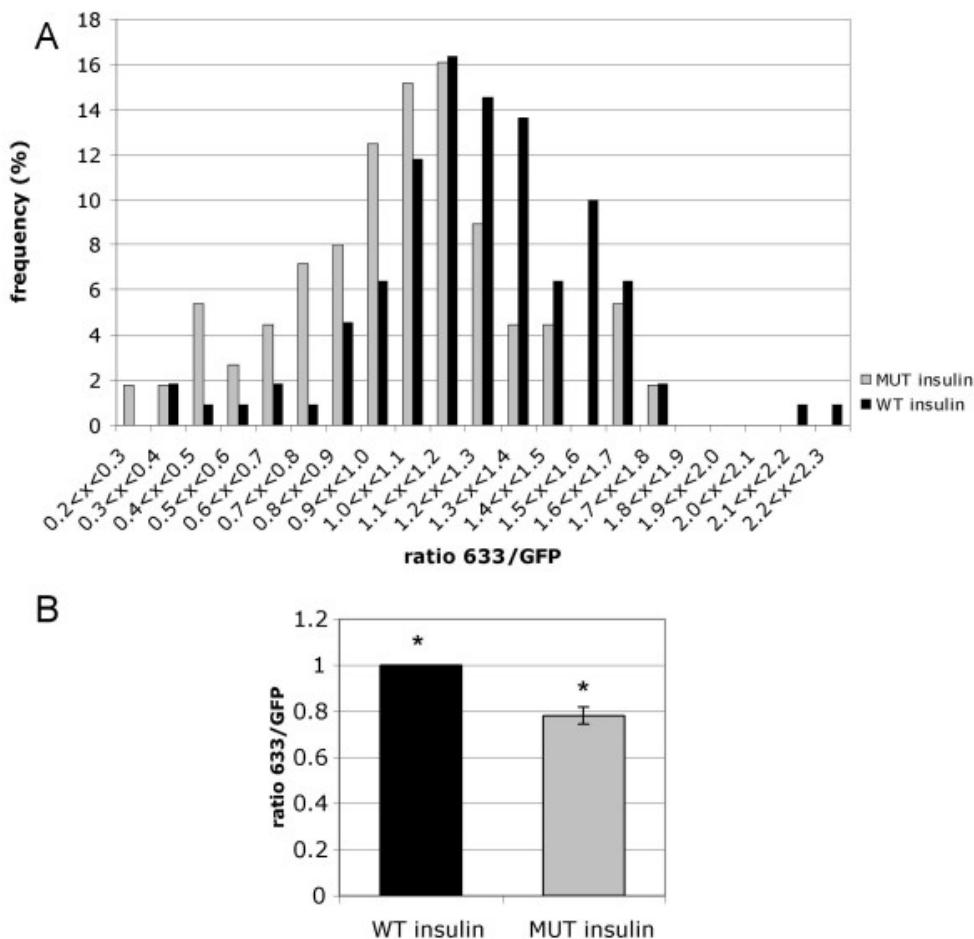 A
18
16
14
12
10
8
6
4
2
0
frequency (%)
0.2<x<0.3
0.3<x<0.4
0.4<x<0.5
0.5<x<0.6
0.6<x<0.7
0.7<x<0.8
0.8<x<0.9
0.9<x<1.0
1.0<x<1.1
1.1<x<1.2
1.2<x<1.3
1.3<x<1.4
1.4<x<1.5
1.5<x<1.6
1.6<x<1.7
1.7<x<1.8
1.8<x<1.9
1.9<x<2.0
2.0<x<2.1
2.1<x<2.2
2.2<x<2.3
ratio 633/GFP
MUT insulin
WT insulin
B
1.2
1
0.8
0.6
0.4
0.2
0
ratio 633/GFP
*
*
WT insulin
MUT insulin